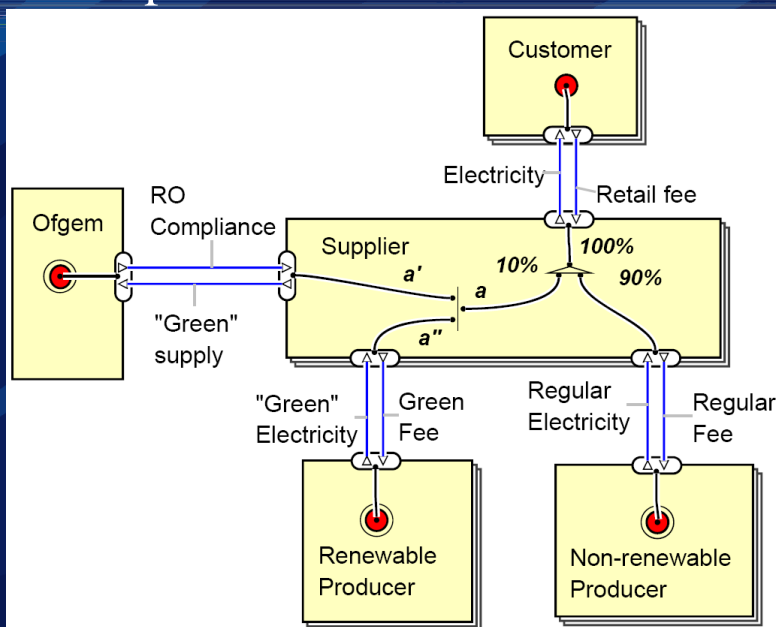 Customer
Electricity
Retail fee
Ofgem
RO
Compliance
"Green"
supply
Supplier
100%
10%
90%
a'
a
a"
"Green"
Electricity
Green
Fee
Regular
Electricity
Regular
Fee
Renewable
Producer
Non-renewable
Producer